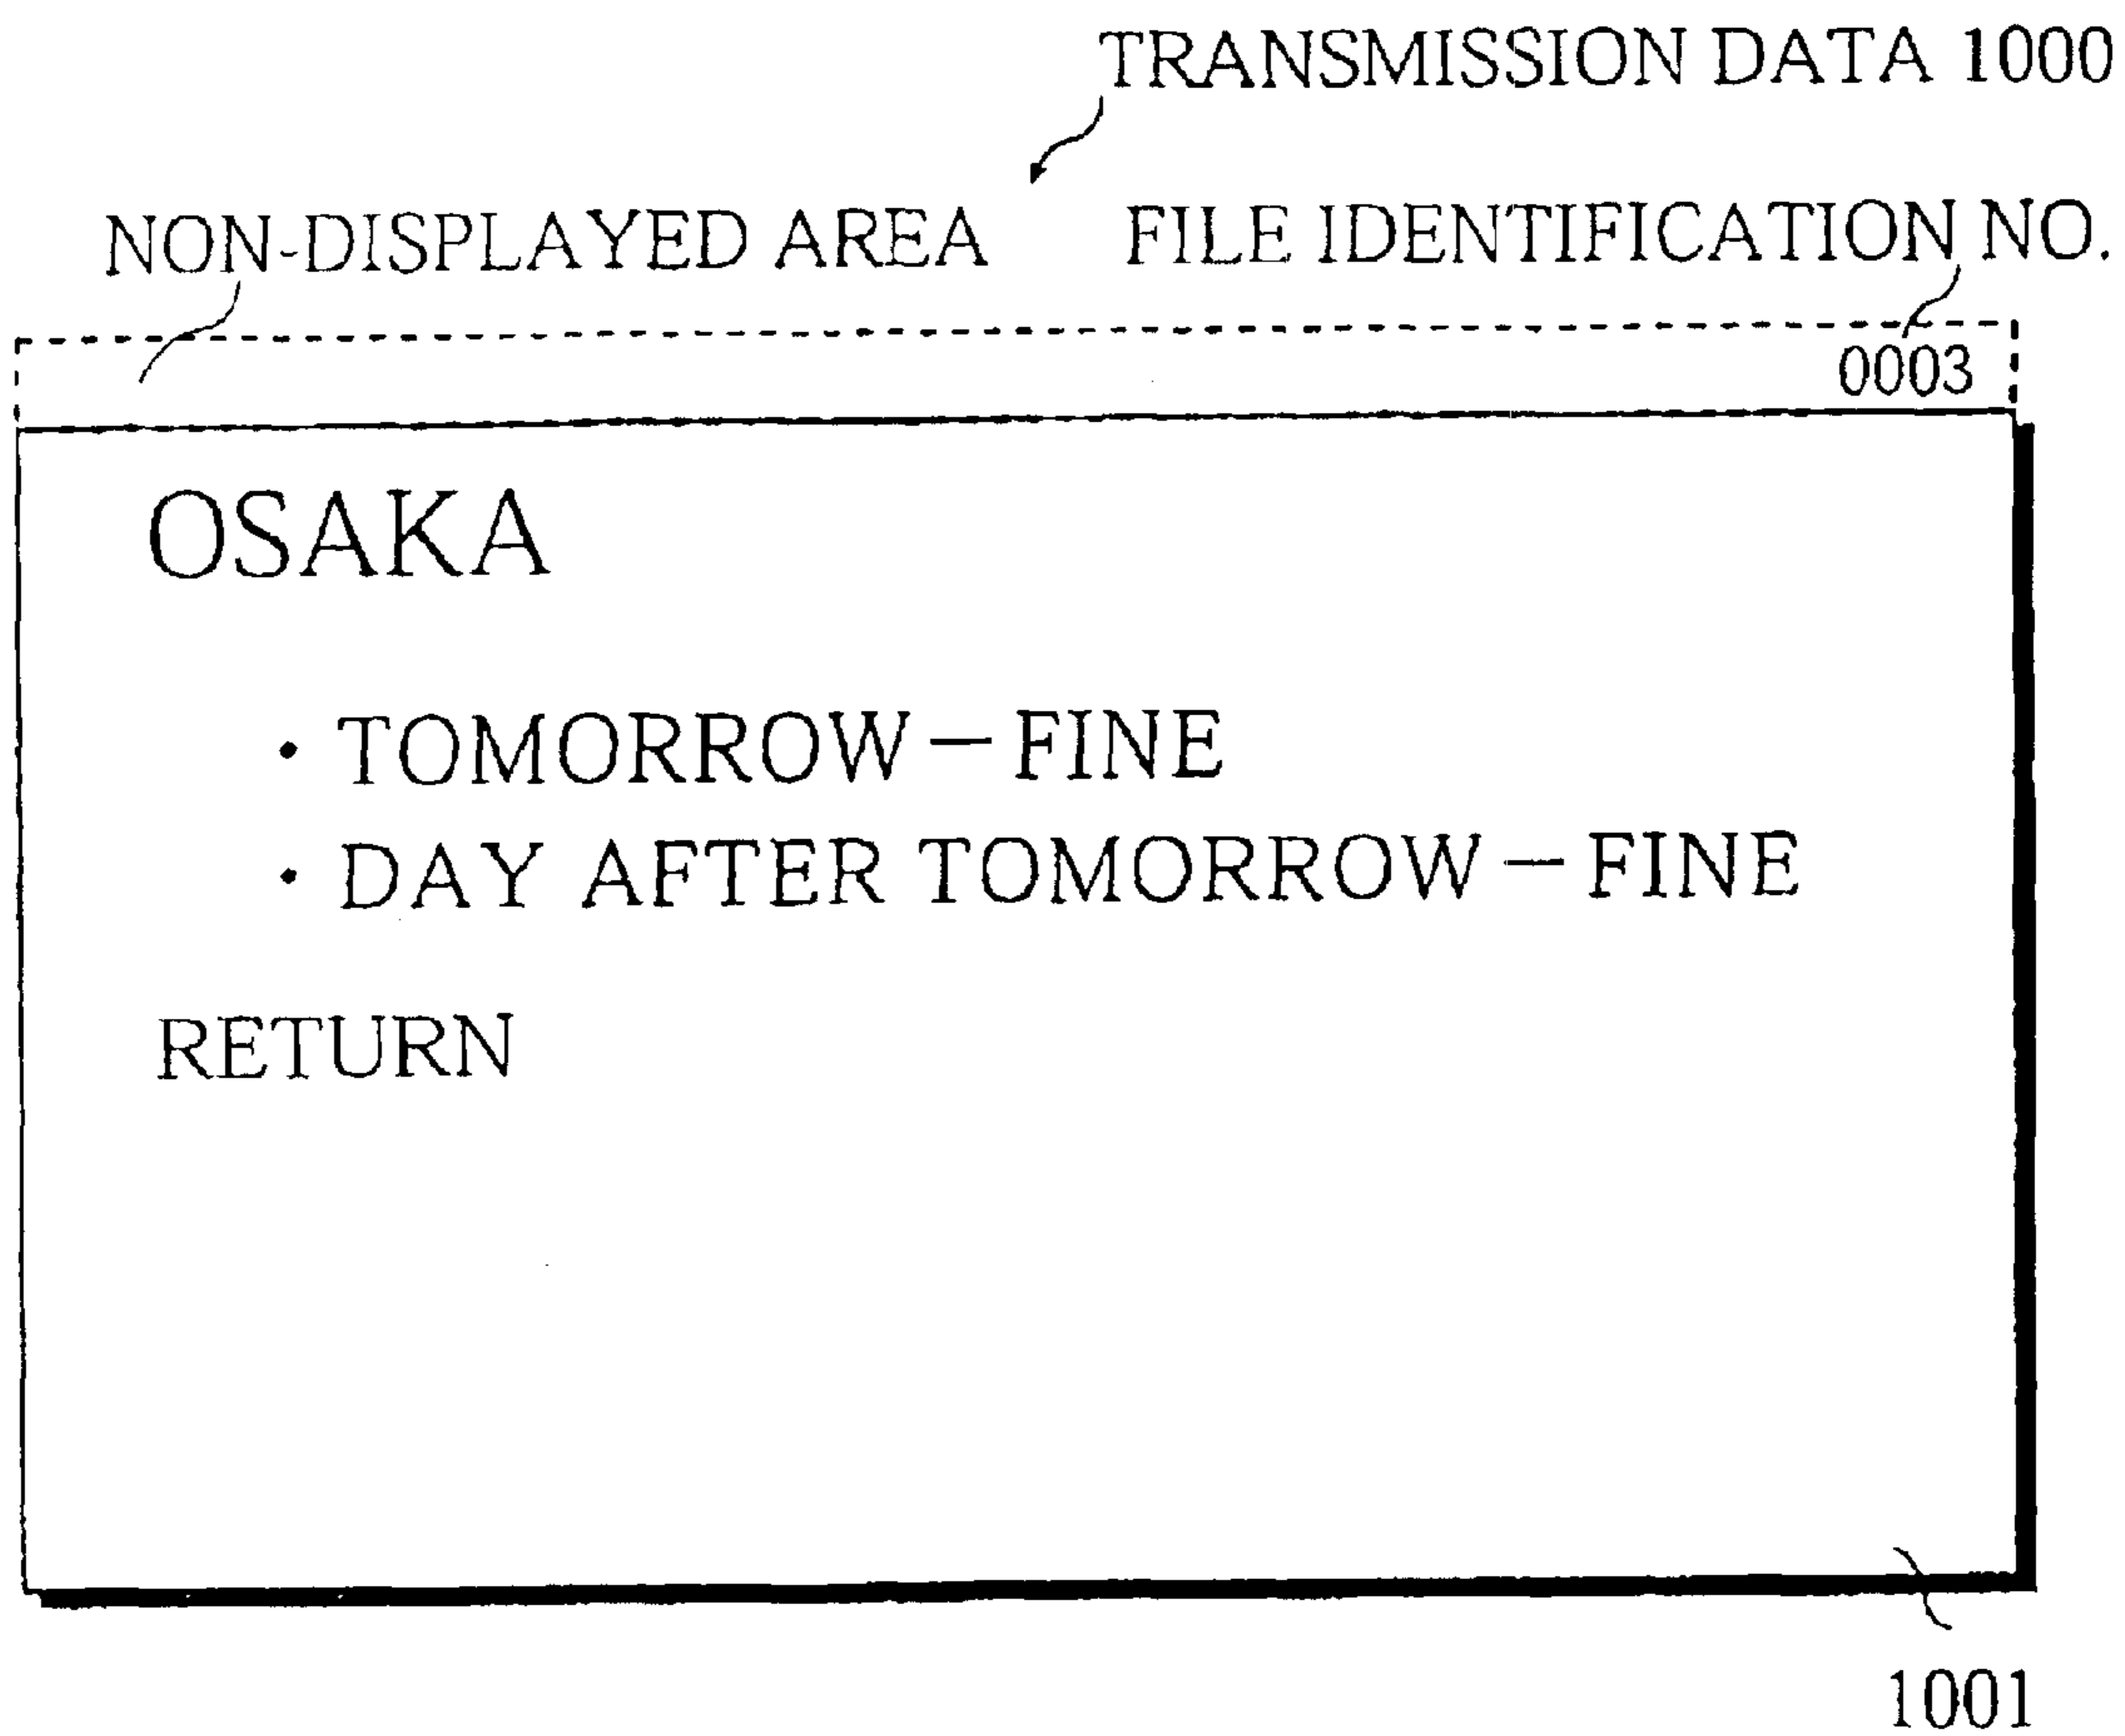 TRANSMISSION DATA 1000
NON-DISPLAYED AREA FILE IDENTIFICATION NO.
0003
OSAKA
・TOMORROW—FINE
・DAY AFTER TOMORROW—FINE
RETURN
1001